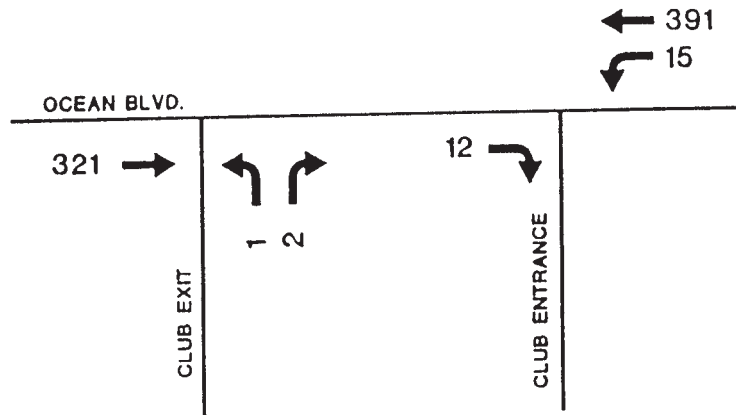 391
15
OCEAN BLVD.
321
12
1
2
CLUB EXIT
CLUB ENTRANCE